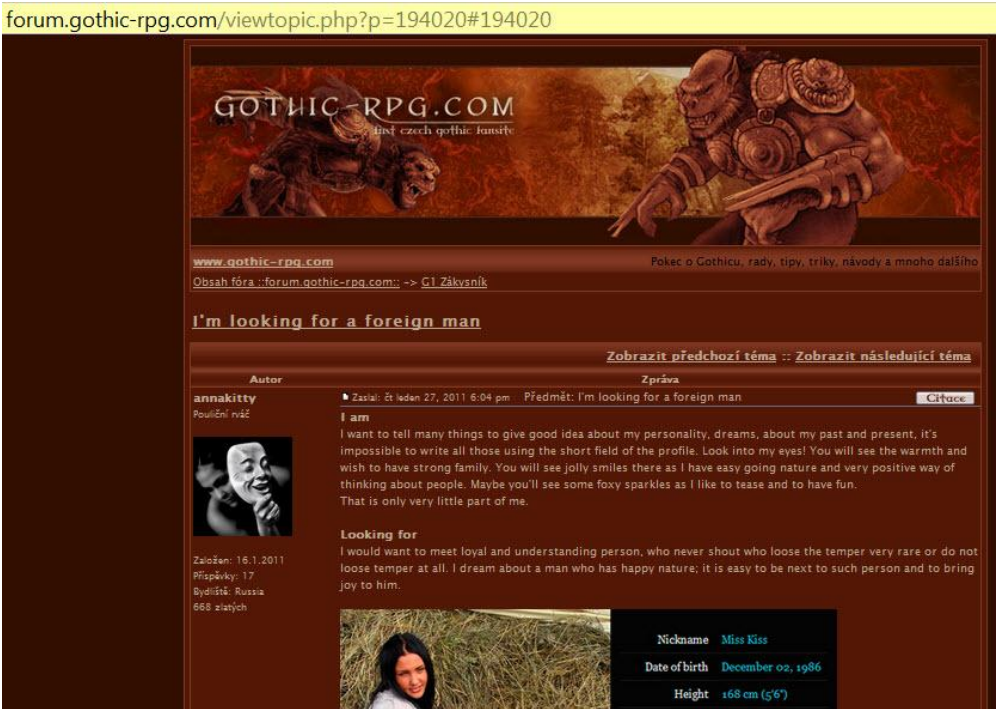 forum.gothic-rpg.com/viewtopic.php?p=194020#194020
GOTHIC-RPG.COM
first czech gothic fansite
www.gothic-rpg.com
Pokec o Gothicu, rady, tipy, triky, návody a mnoho dalšího
Obsah fóra ::forum.gothic-rpg.com:: -> G1 Zákysník
I'm looking for a foreign man
Zobrazit předchozí téma :: Zobrazit následující téma
Autor
Zpráva
annakitty
Pouliční rváč
Založen: 16.1.2011
Příspěvky: 17
Bydliště: Russia
668 zlatých
Zaslal: čt leden 27, 2011 6:04 pm Předmět: I'm looking for a foreign man
Citace
I am
I want to tell many things to give good idea about my personality, dreams, about my past and present, it's
impossible to write all those using the short field of the profile. Look into my eyes! You will see the warmth and
wish to have strong family. You will see jolly smiles there as I have easy going nature and very positive way of
thinking about people. Maybe you'll see some foxy sparkles as I like to tease and to have fun.
That is only very little part of me.
Looking for
I would want to meet loyal and understanding person, who never shout who loose the temper very rare or do not
loose temper at all. I dream about a man who has happy nature; it is easy to be next to such person and to bring
joy to him.
Nickname Miss Kiss
Date of birth December 02, 1986
Height 168 cm (5'6")